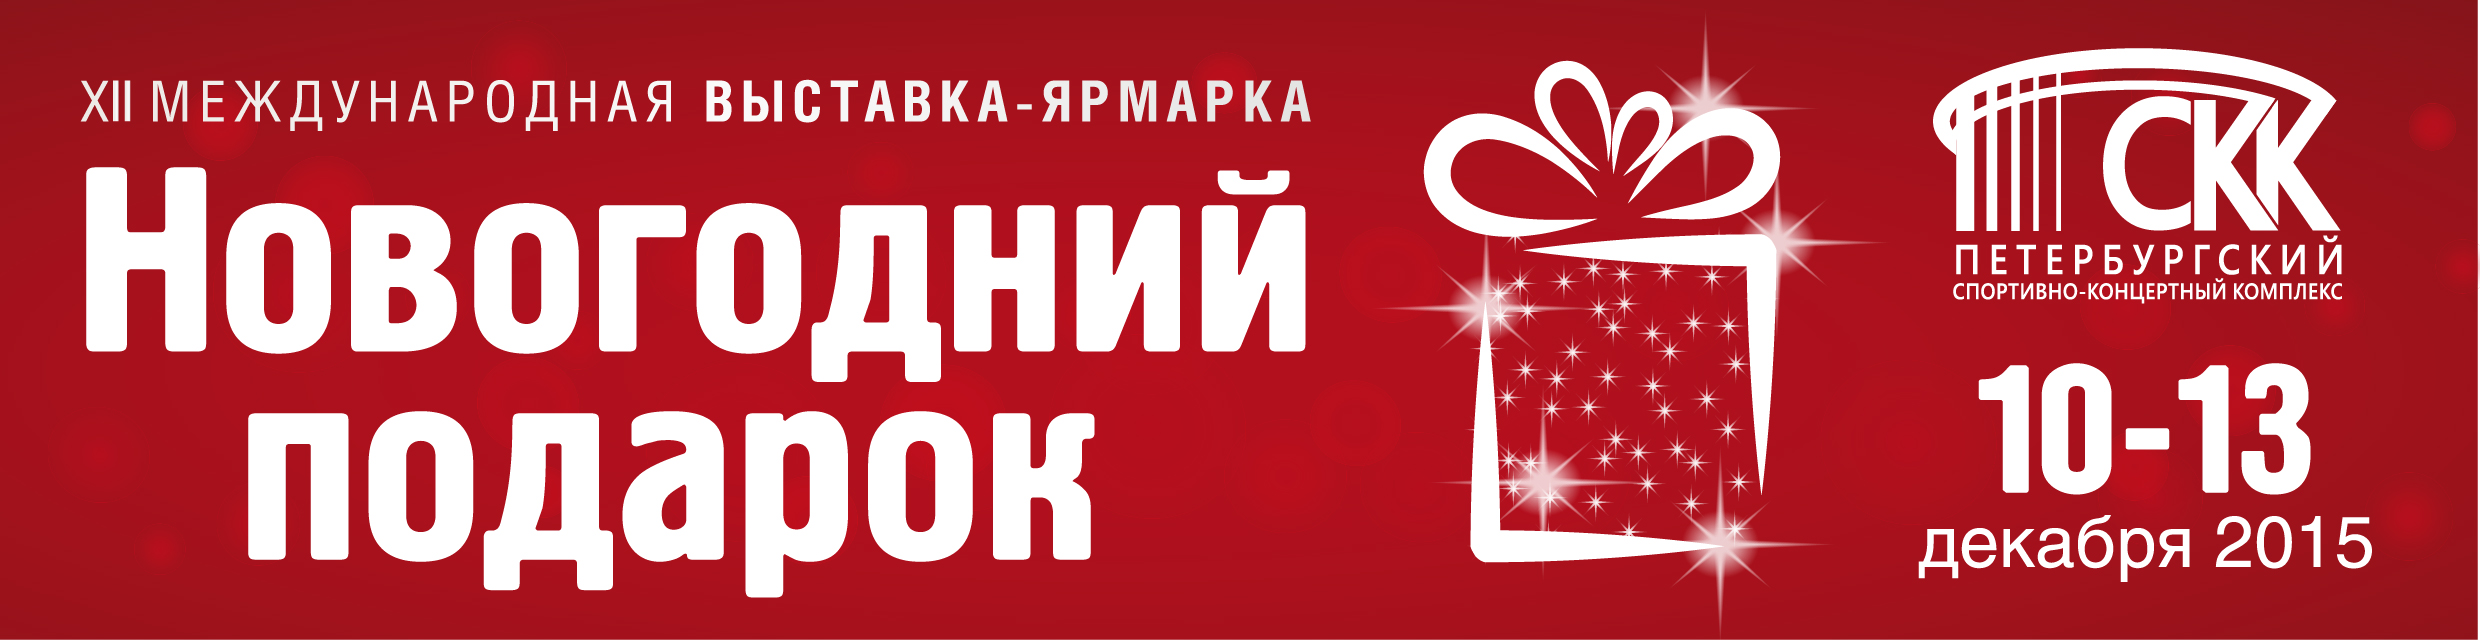 XII МЕЖДУНАРОДНАЯ ВЫСТАВКА-ЯРМАРКА
Новогодний
подарок
СКК
ПЕТЕРБУРГСКИЙ
СПОРТИВНО-КОНЦЕРТНЫЙ КОМПЛЕКС
10-13
декабря 2015